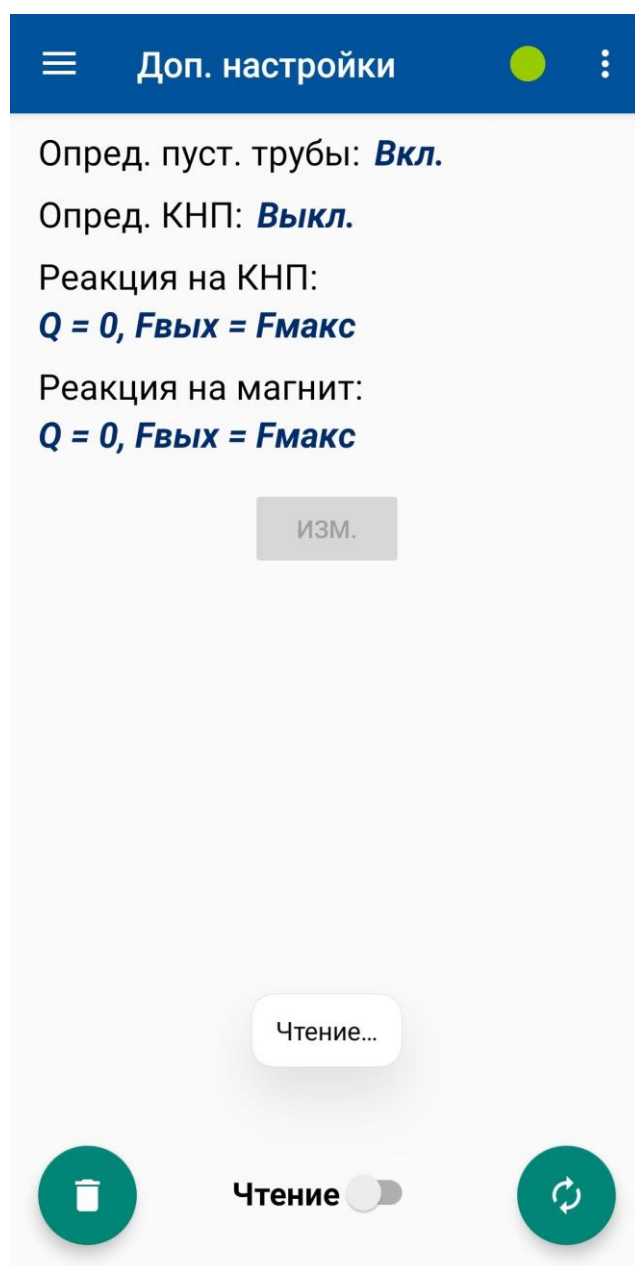 Доп. настройки
Опред. пуст. трубы: Вкл.
Опред. КНП: Выкл.
Реакция на КНП:
Q = 0, Fвых = Fмакс
Реакция на магнит:
Q = 0, Fвых = Fмакс
изм.
Чтение...
Чтение